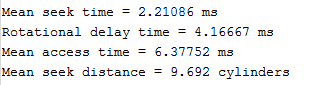 Mean seek time = 2.21086 ms
Rotational delay time = 4.16667 ms
Mean access time = 6.37752 ms
Mean seek distance = 9.692 cylinders